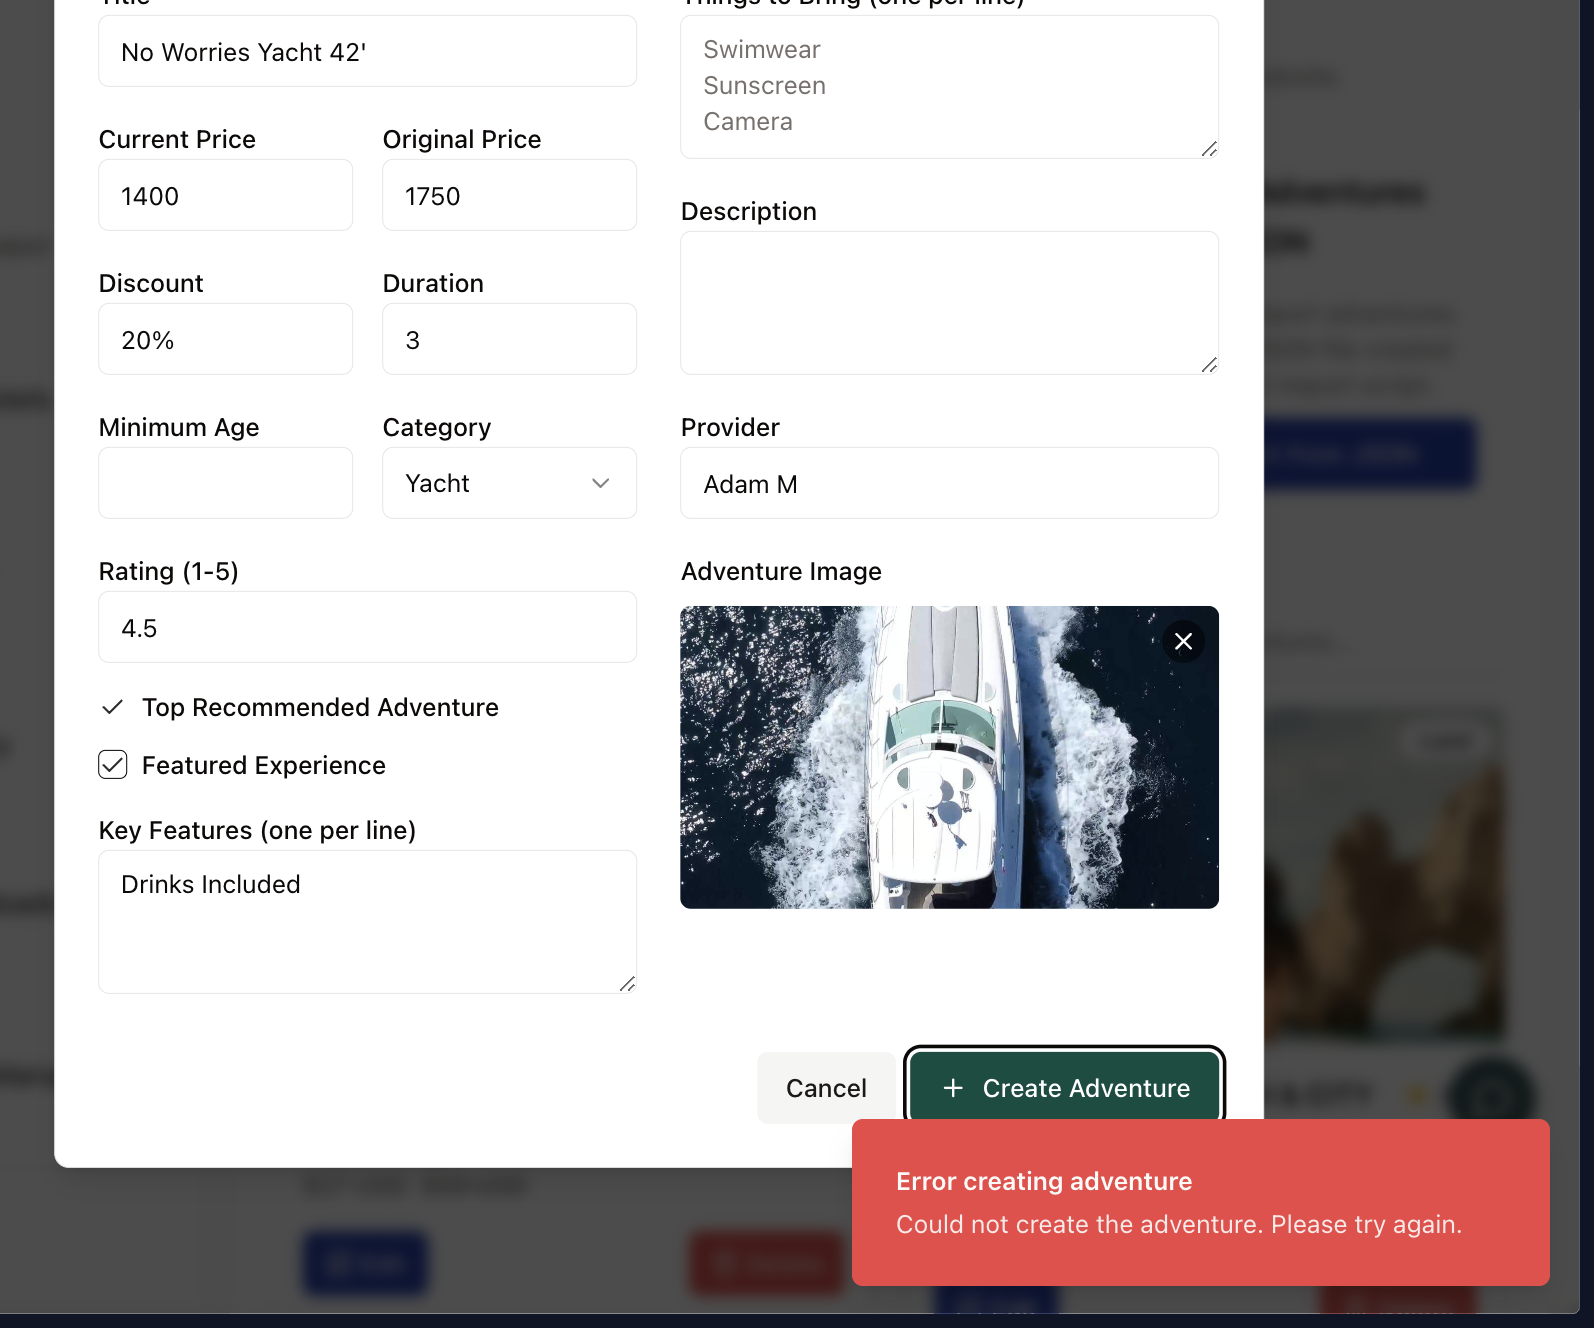 Title
No Worries Yacht 42'
Current Price
Original Price
1400
1750
Discount
Duration
20%
3
Minimum Age
Category
Yacht
Rating (1-5)
4.5
Top Recommended Adventure
Featured Experience
Key Features (one per line)
Drinks Included
Things to Bring (one per line)
Swimwear
Sunscreen
Camera
Description
Provider
Adam M
Adventure Image
Cancel
+ Create Adventure
Error creating adventure
Could not create the adventure. Please try again.